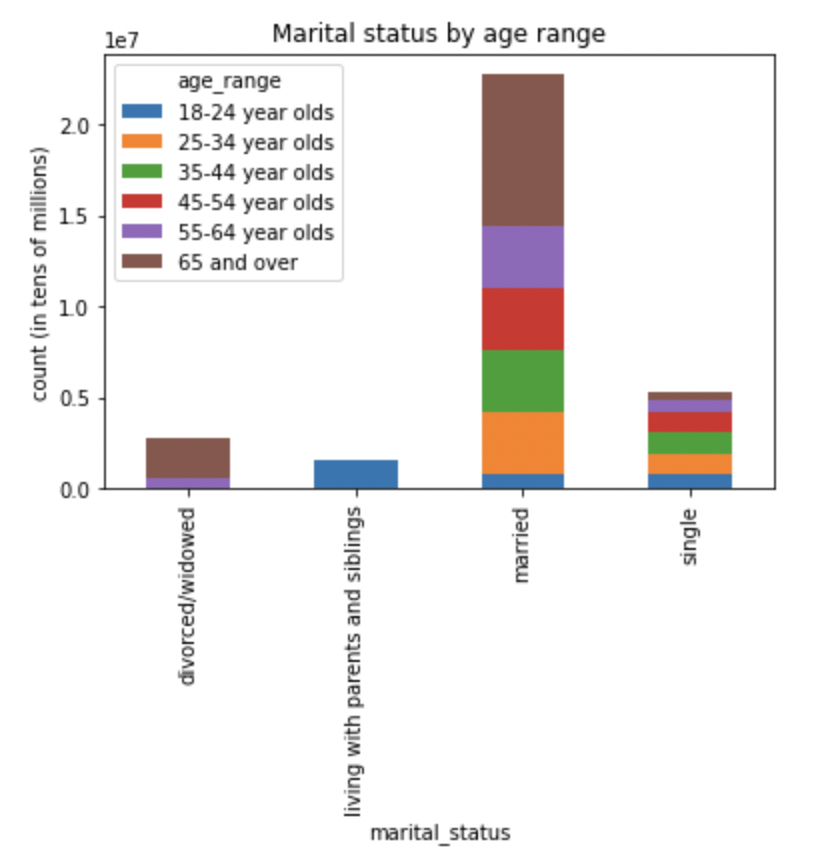 Marital status by age range
1e7
age_range
18-24 year olds
25-34 year olds
35-44 year olds
45-54 year olds
55-64 year olds
65 and over
count (in tens of millions)
2.0
1.5
1.0
0.5
0.0
divorced/widowed
living with parents and siblings
married
single
marital_status